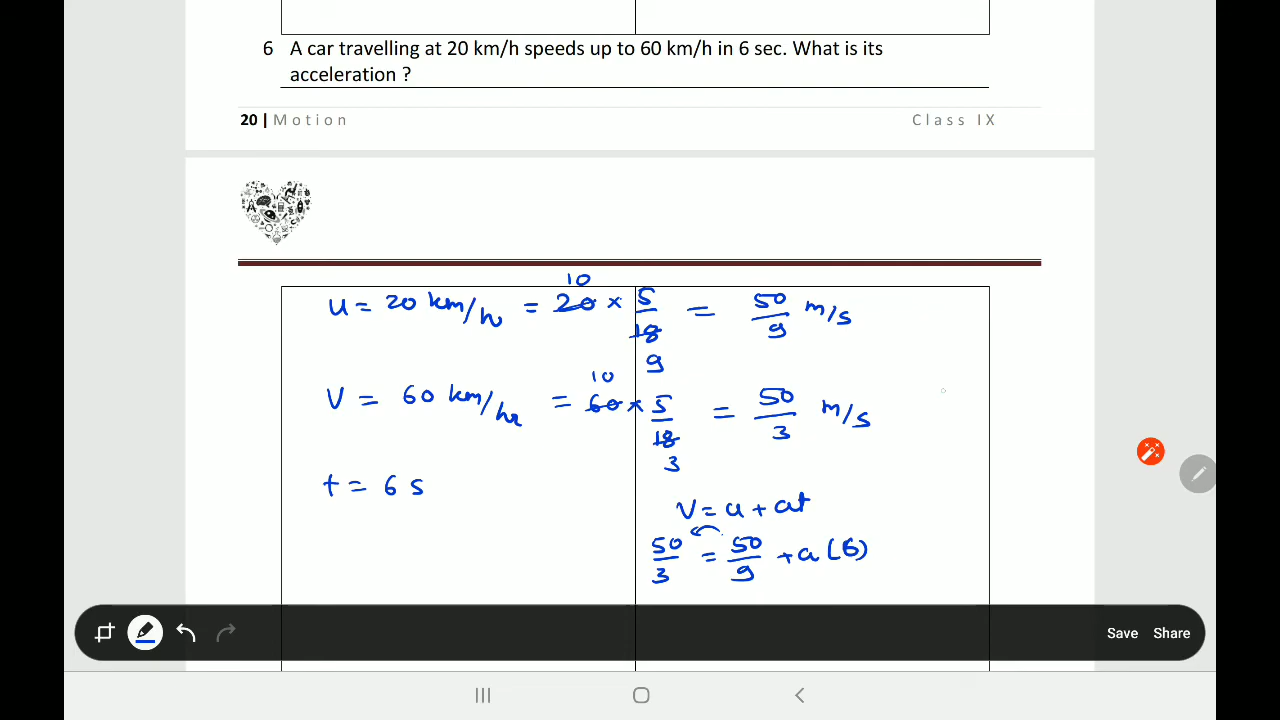 6 A car travelling at 20 km/h speeds up to 60 km/h in 6 sec. What is its
acceleration ?
20 | Motion Class IX
10
u = 20 km/h = 20 × 5/18 = 50/9 m/s
9
10
v = 60 km/hr = 60 × 5/18 = 50/3 m/s
3
t = 6 s
v = u + at
50/3 = 50/9 + a (6)
Save Share